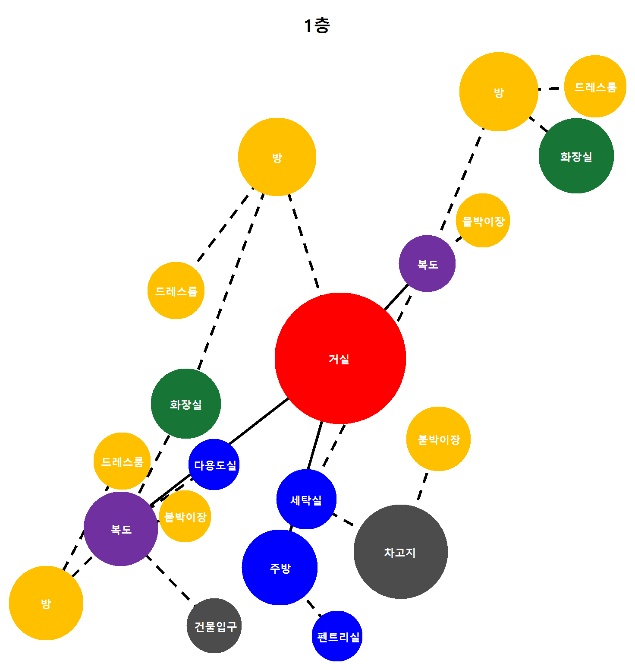 1층
방
드레스룸
화장실
방
붙박이장
복도
드레스룸
거실
화장실
붙박이장
드레스룸
다용도실
세탁실
붙박이장
복도
차고지
주방
방
건물입구
팬트리실